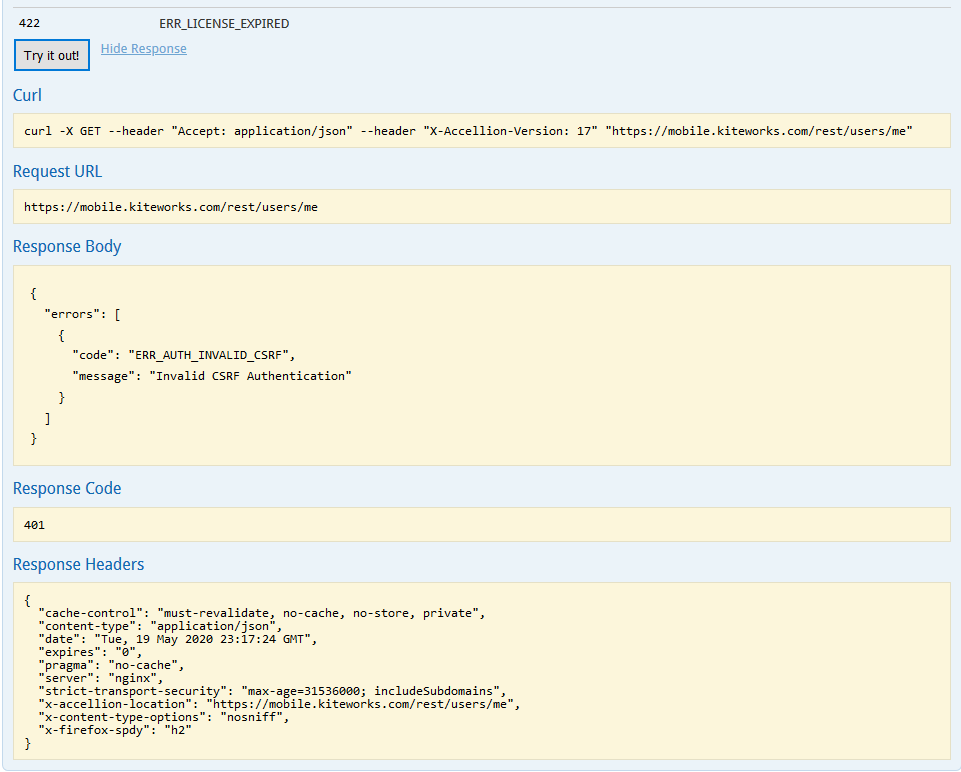 422 ERR_LICENSE_EXPIRED
Try it out! Hide Response
Curl
curl -X GET --header "Accept: application/json" --header "X-Accellion-Version: 17" "https://mobile.kiteworks.com/rest/users/me"
Request URL
https://mobile.kiteworks.com/rest/users/me
Response Body
{
  "errors": [
    {
      "code": "ERR_AUTH_INVALID_CSRF",
      "message": "Invalid CSRF Authentication"
    }
  ]
}
Response Code
401
Response Headers
{
  "cache-control": "must-revalidate, no-cache, no-store, private",
  "content-type": "application/json",
  "date": "Tue, 19 May 2020 23:17:24 GMT",
  "expires": "0",
  "pragma": "no-cache",
  "server": "nginx",
  "strict-transport-security": "max-age=31536000; includeSubdomains",
  "x-accellion-location": "https://mobile.kiteworks.com/rest/users/me",
  "x-content-type-options": "nosniff",
  "x-firefox-spdy": "h2"
}